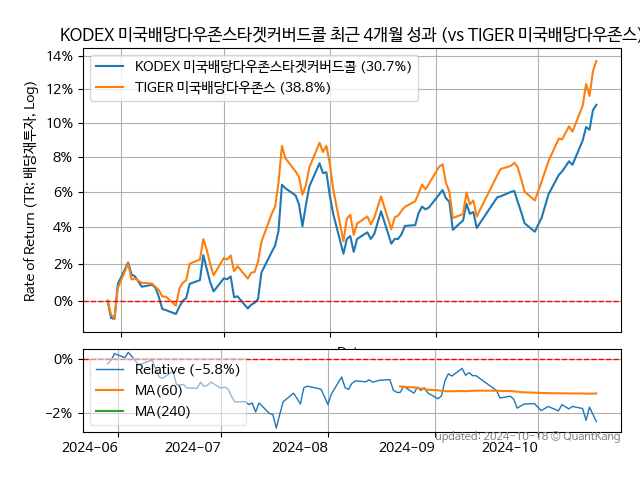 KODEX 미국배당다우존스타겟커버드콜 최근 4개월 성과 (vs TIGER 미국배당다우존스)
14%
12%
10%
8%
6%
4%
2%
0%
Rate of Return (TR: 배당재투자, Log)
KODEX 미국배당다우존스타겟커버드콜 (30.7%)
TIGER 미국배당다우존스 (38.8%)
0%
−2%
Relative (−5.8%)
MA(60)
MA(240)
2024-06
2024-07
2024-08
2024-09
2024-10
updated: 2024-10-18 © QuantKang